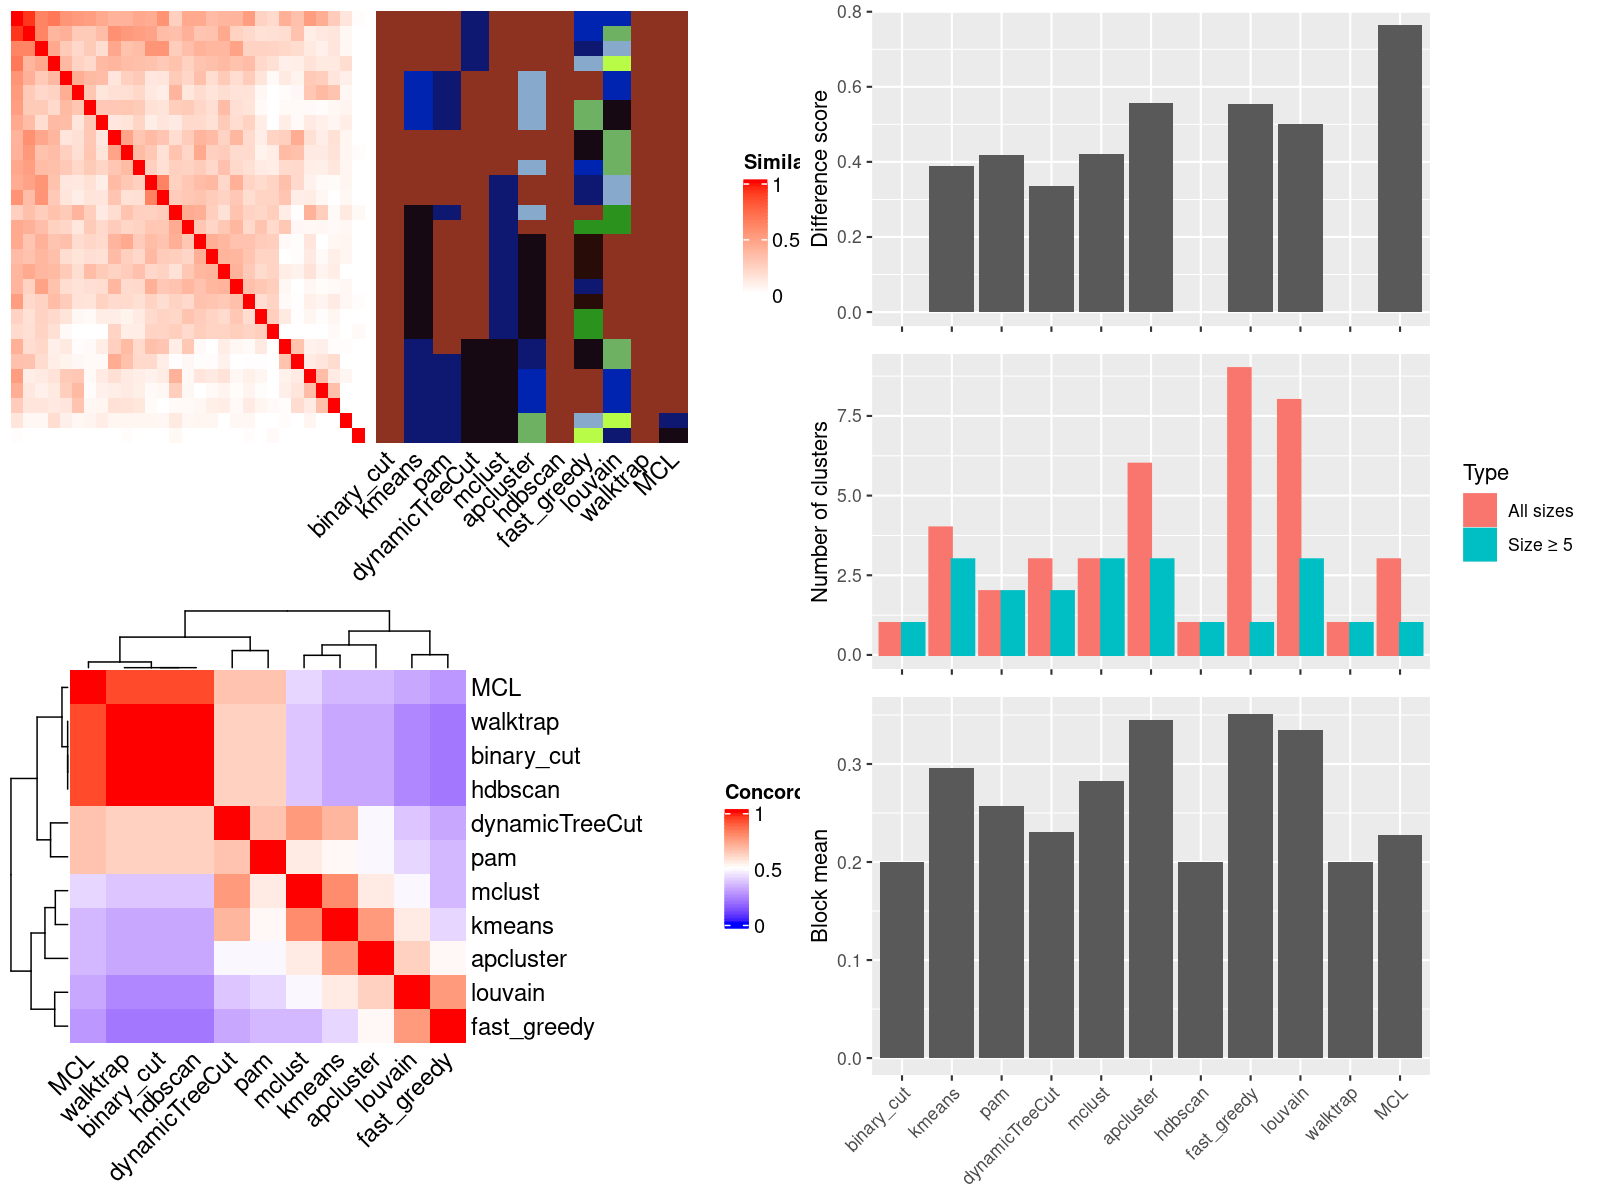 Simila
1
0.5
0
binary_cut
kmeans
pam
dynamicTreeCut
mclust
apcluster
hdbscan
fast_greedy
louvain
walktrap
MCL
MCL
walktrap
binary_cut
hdbscan
dynamicTreeCut
pam
mclust
kmeans
apcluster
louvain
fast_greedy
MCL
walktrap
binary_cut
hdbscan
dynamicTreeCut
pam
mclust
kmeans
apcluster
louvain
fast_greedy
Concord
1
0.5
0
Difference score
0.8
0.6
0.4
0.2
0.0
Number of clusters
7.5
5.0
2.5
0.0
Type
All sizes
Size ≥ 5
Block mean
0.3
0.2
0.1
0.0
binary_cut
kmeans
pam
dynamicTreeCut
mclust
apcluster
hdbscan
fast_greedy
louvain
walktrap
MCL